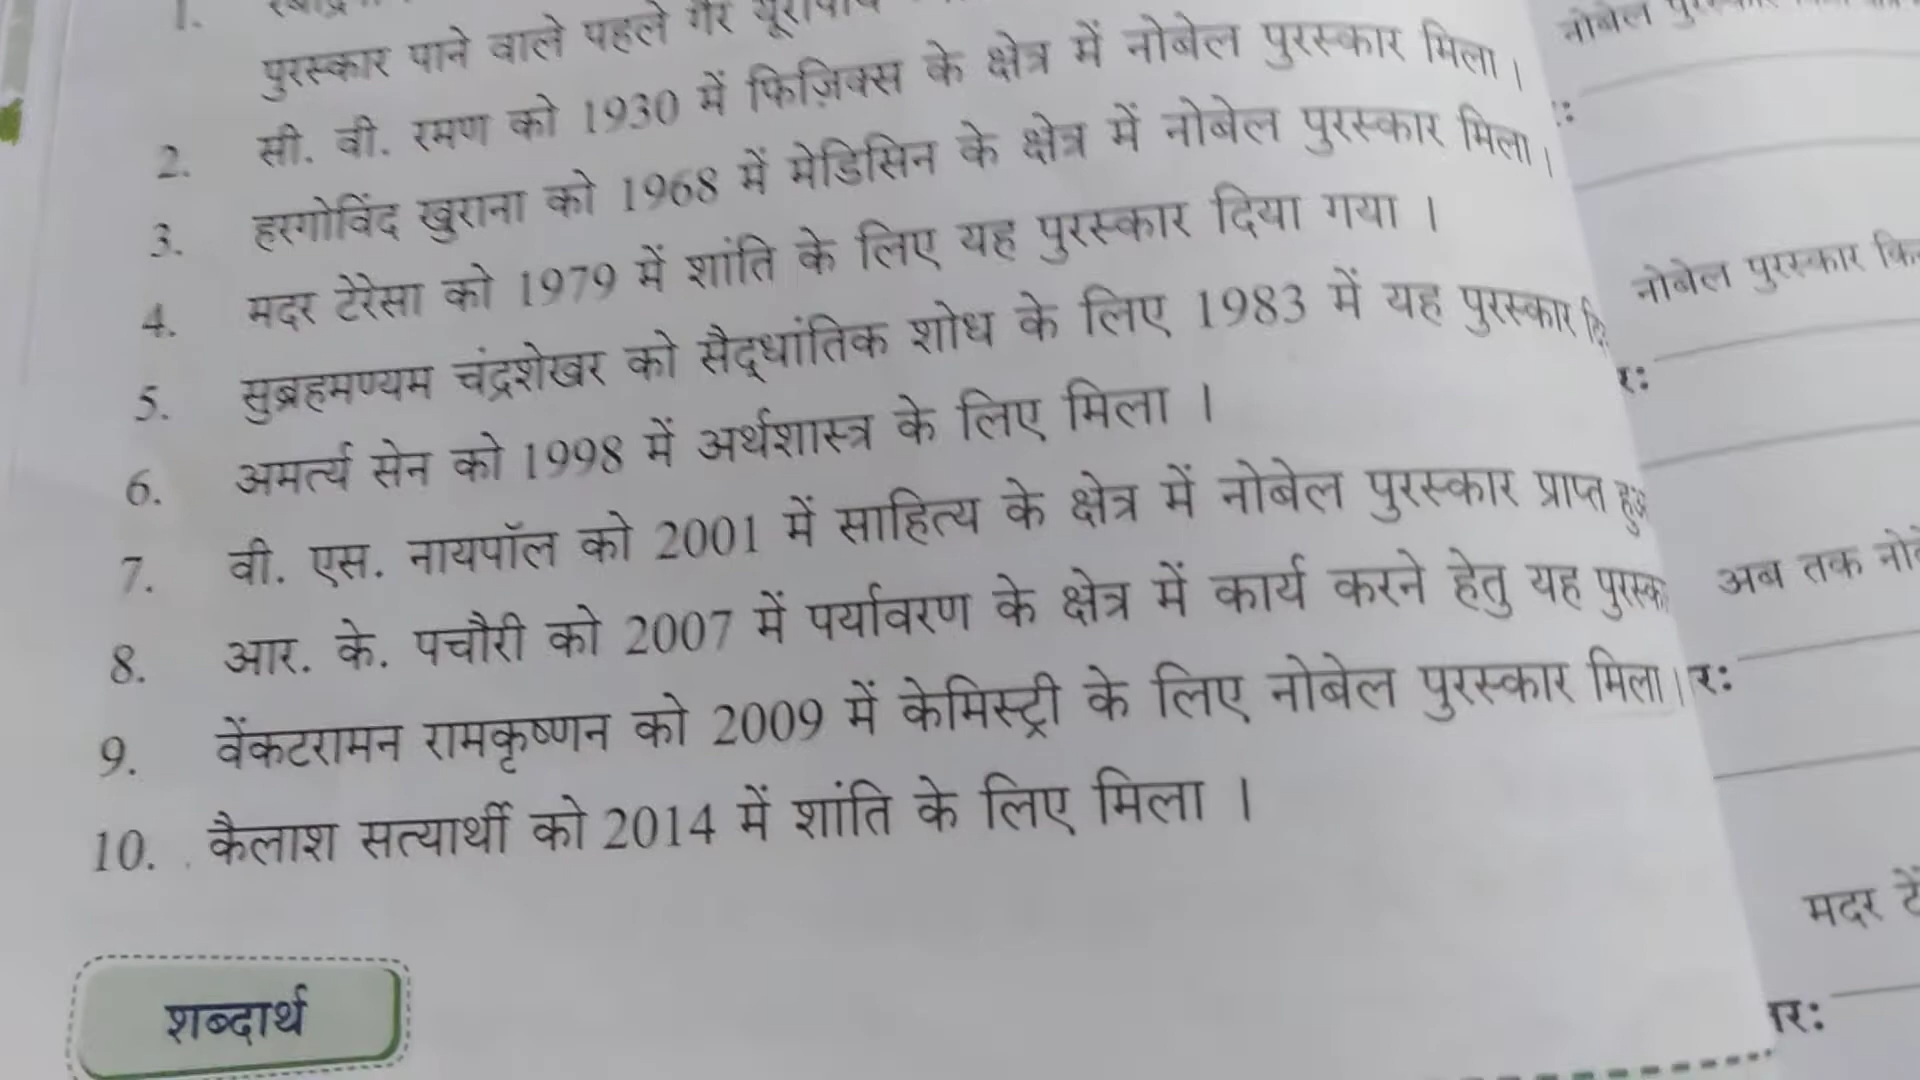 1.
पुरस्कार पाने वाले पहले गैर
2. सी. वी. रमण को 1930 में फिज़िक्स के क्षेत्र में नोबेल पुरस्कार मिला ।
3. हरगोविंद खुराना को 1968 में मेडिसिन के क्षेत्र में नोबेल पुरस्कार मिला ।
4. मदर टेरेसा को 1979 में शांति के लिए यह पुरस्कार दिया गया ।
5. सुब्रहमण्यम चंद्रशेखर को सैद्धांतिक शोध के लिए 1983 में यह पुरस्कार
6. अमर्त्य सेन को 1998 में अर्थशास्त्र के लिए मिला ।
7. वी. एस. नायपॉल को 2001 में साहित्य के क्षेत्र में नोबेल पुरस्कार प्राप्त
8. आर. के. पचौरी को 2007 में पर्यावरण के क्षेत्र में कार्य करने हेतु यह
9. वेंकटरामन रामकृष्णन को 2009 में केमिस्ट्री के लिए नोबेल पुरस्कार मिला ।
10. कैलाश सत्यार्थी को 2014 में शांति के लिए मिला ।
शब्दार्थ
नोबेल
नोबेल पुरस्कार
र:
अब तक
र:
मदर
र: